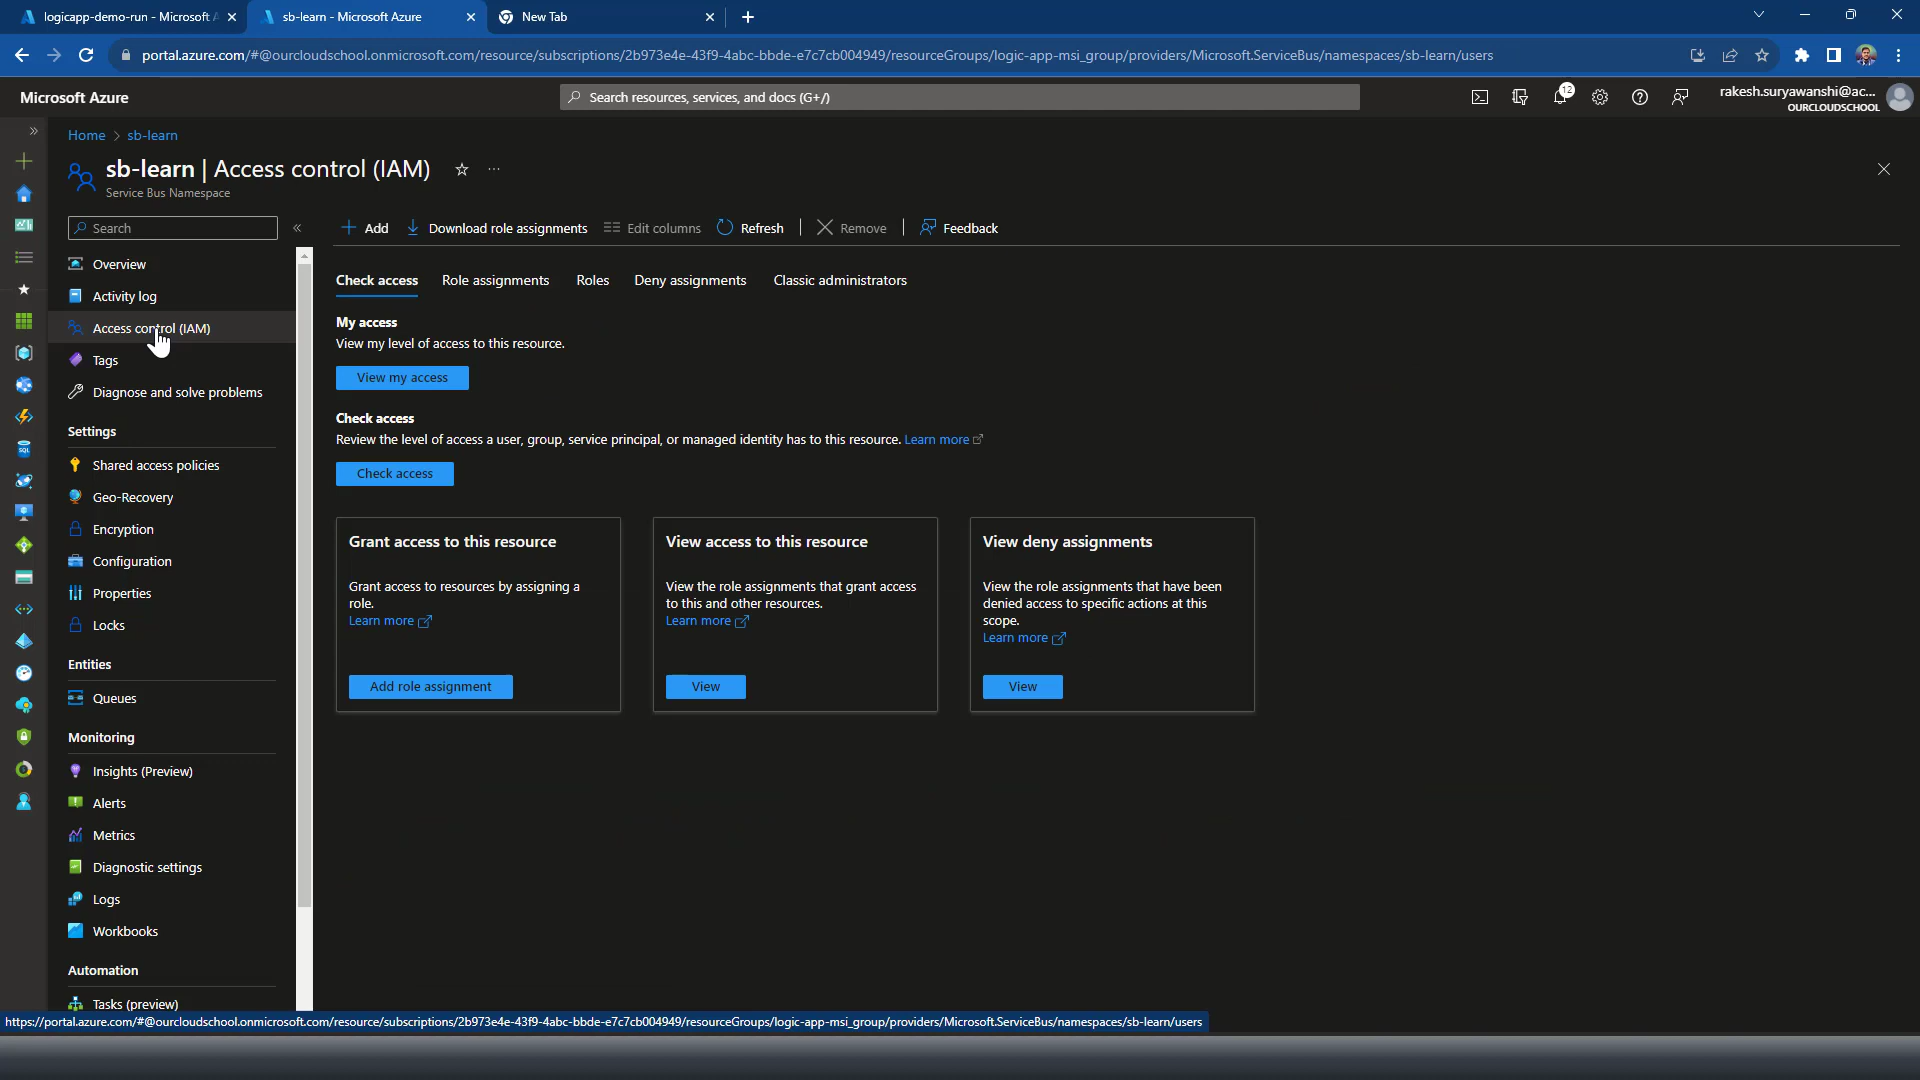 logicapp-demo-run - Microsoft A
sb-learn - Microsoft Azure
New Tab
portal.azure.com/#@ourcloudschool.onmicrosoft.com/resource/subscriptions/2b973e4e-43f9-4abc-bbde-e7c7cb004949/resourceGroups/logic-app-msi_group/providers/Microsoft.ServiceBus/namespaces/sb-learn/users
Microsoft Azure
Search resources, services, and docs (G+/)
12
rakesh.suryawanshi@ac...
OURCLOUDSCHOOL
Home > sb-learn
sb-learn | Access control (IAM)
Service Bus Namespace
Search
Overview
Activity log
Access control (IAM)
Tags
Diagnose and solve problems
Settings
Shared access policies
Geo-Recovery
Encryption
Configuration
Properties
Locks
Entities
Queues
Monitoring
Insights (Preview)
Alerts
Metrics
Diagnostic settings
Logs
Workbooks
Automation
Tasks (preview)
Add
Download role assignments
Edit columns
Refresh
Remove
Feedback
Check access
Role assignments
Roles
Deny assignments
Classic administrators
My access
View my level of access to this resource.
View my access
Check access
Review the level of access a user, group, service principal, or managed identity has to this resource. Learn more
Check access
Grant access to this resource
Grant access to resources by assigning a
role.
Learn more
Add role assignment
View access to this resource
View the role assignments that grant access
to this and other resources.
Learn more
View
View deny assignments
View the role assignments that have been
denied access to specific actions at this
scope.
Learn more
View
https://portal.azure.com/#@ourcloudschool.onmicrosoft.com/resource/subscriptions/2b973e4e-43f9-4abc-bbde-e7c7cb004949/resourceGroups/logic-app-msi_group/providers/Microsoft.ServiceBus/namespaces/sb-learn/users